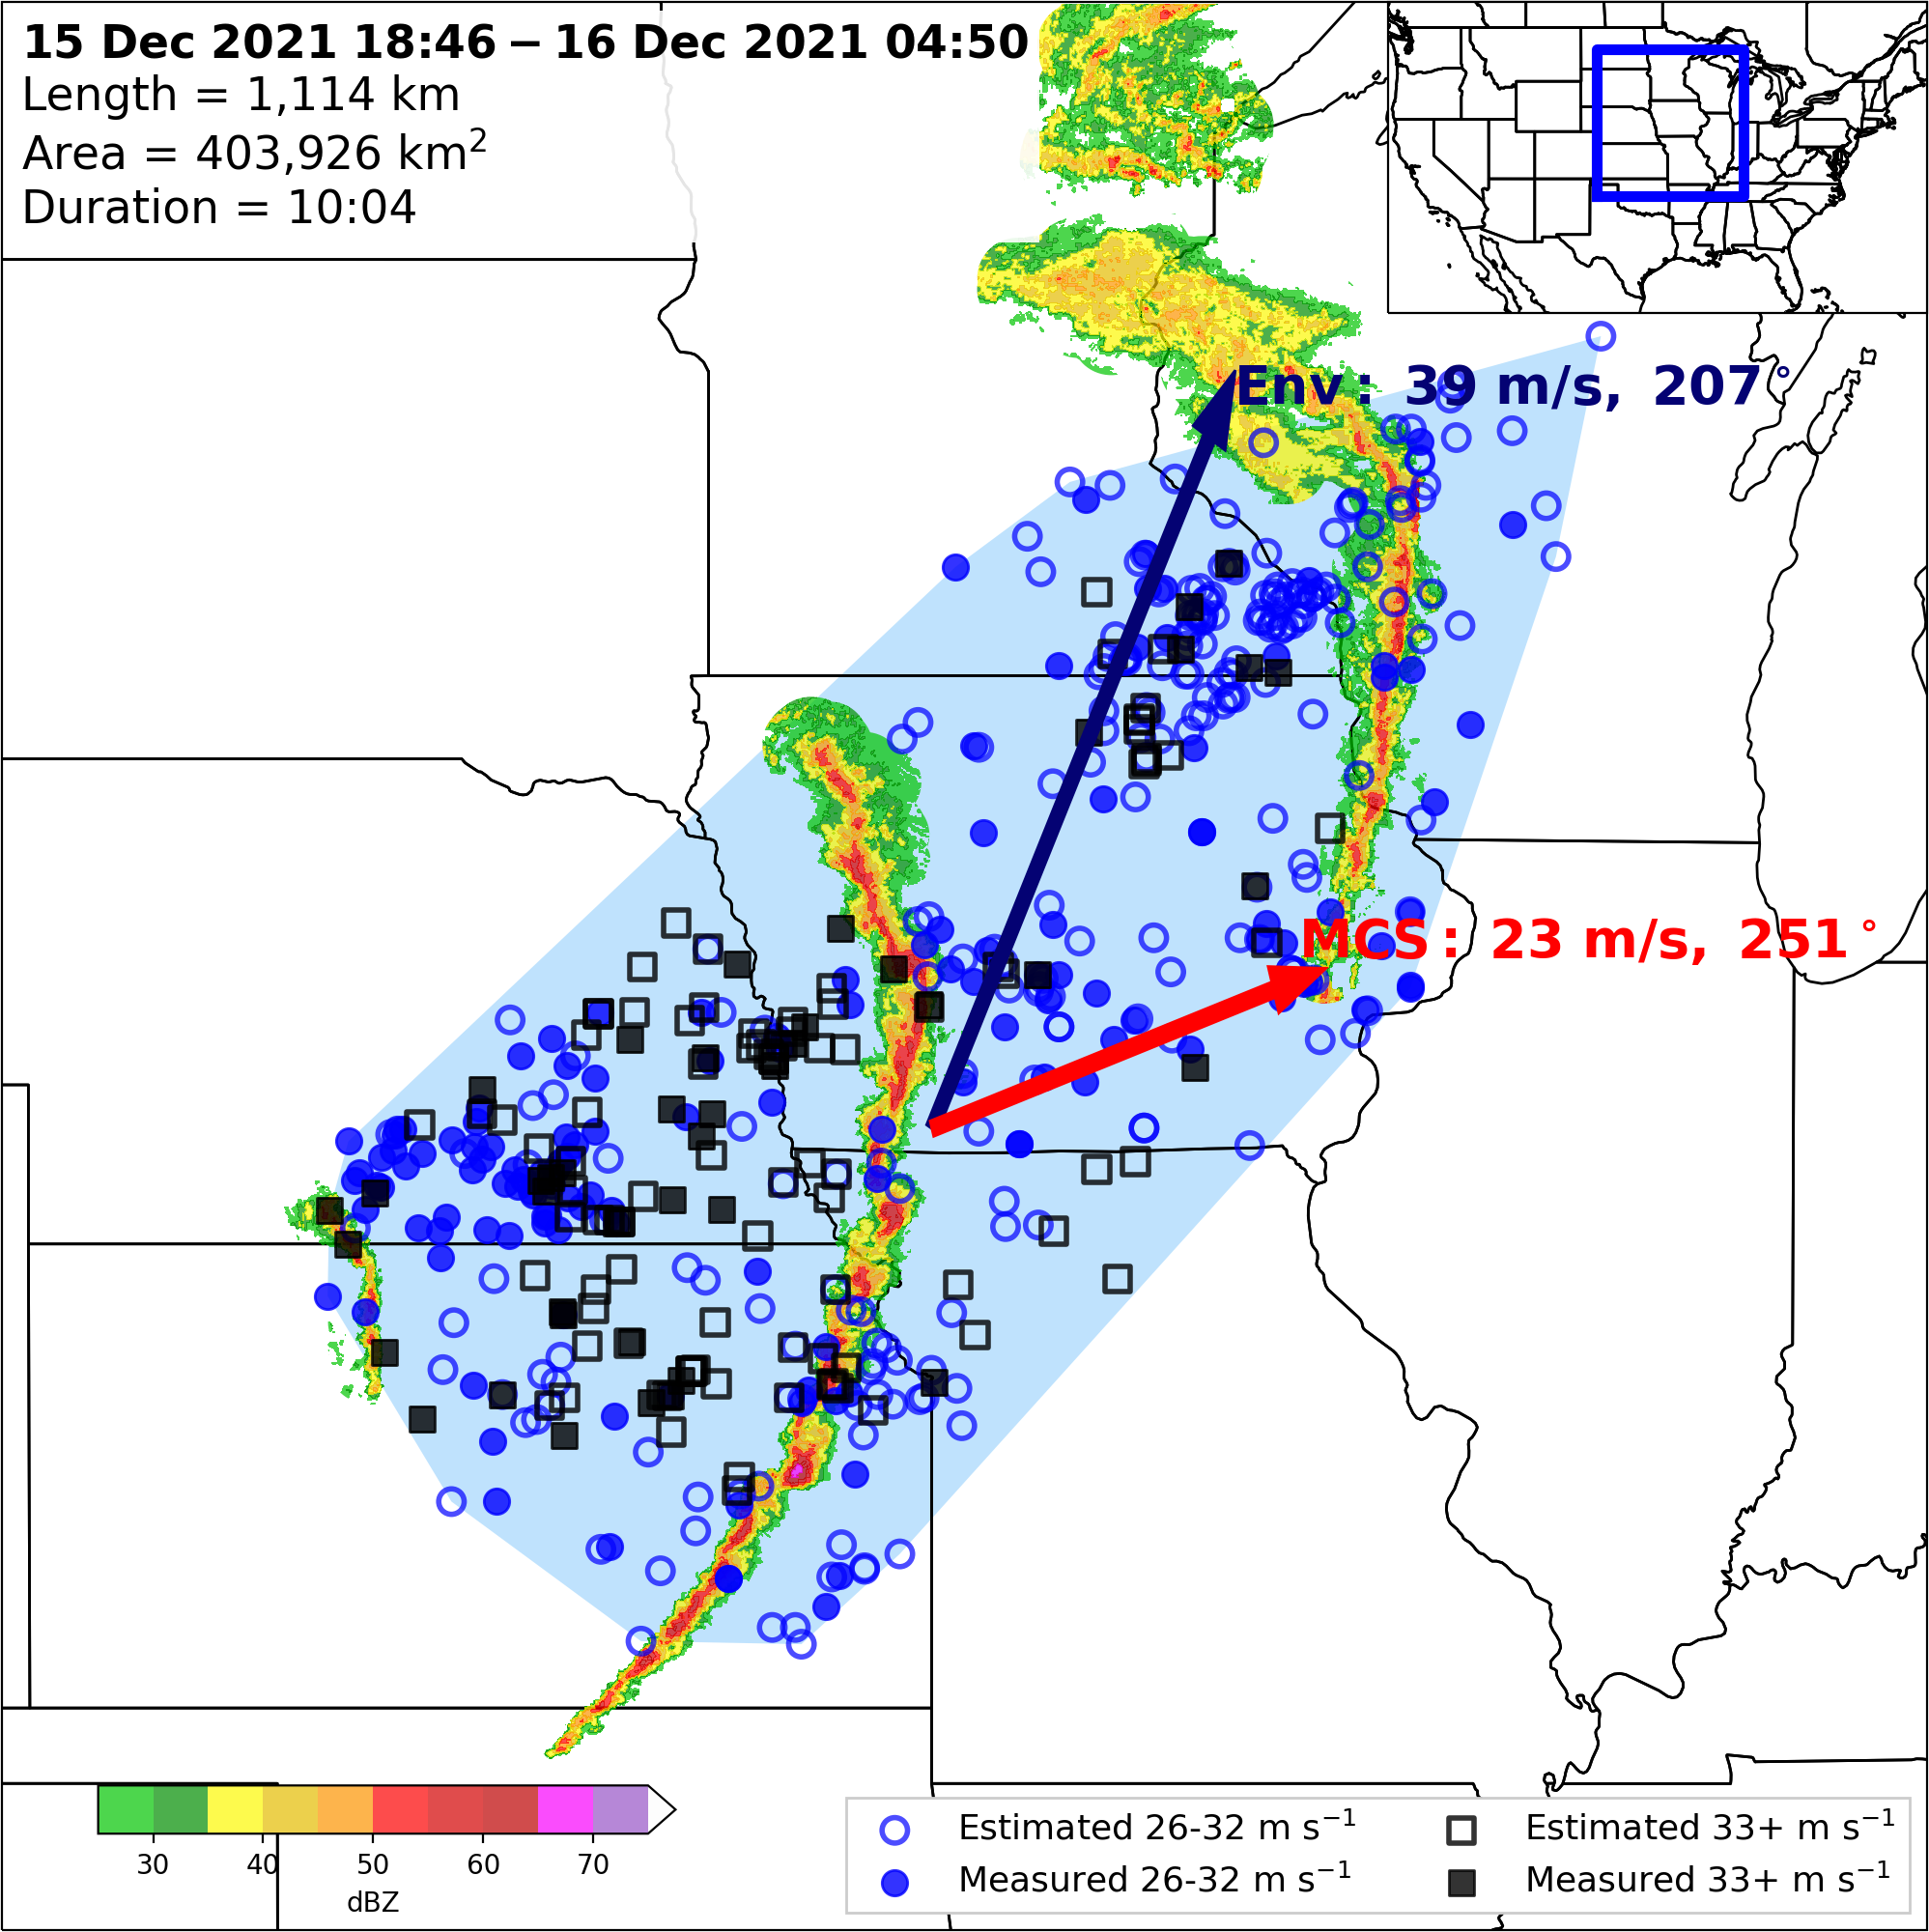 15 Dec 2021 18:46 – 16 Dec 2021 04:50
Length = 1,114 km
Area = 403,926 km²
Duration = 10:04
Env : 39 m/s, 207°
MCS : 23 m/s, 251°
30 40 50 60 70
dBZ
Estimated 26-32 m s⁻¹
Measured 26-32 m s⁻¹
Estimated 33+ m s⁻¹
Measured 33+ m s⁻¹